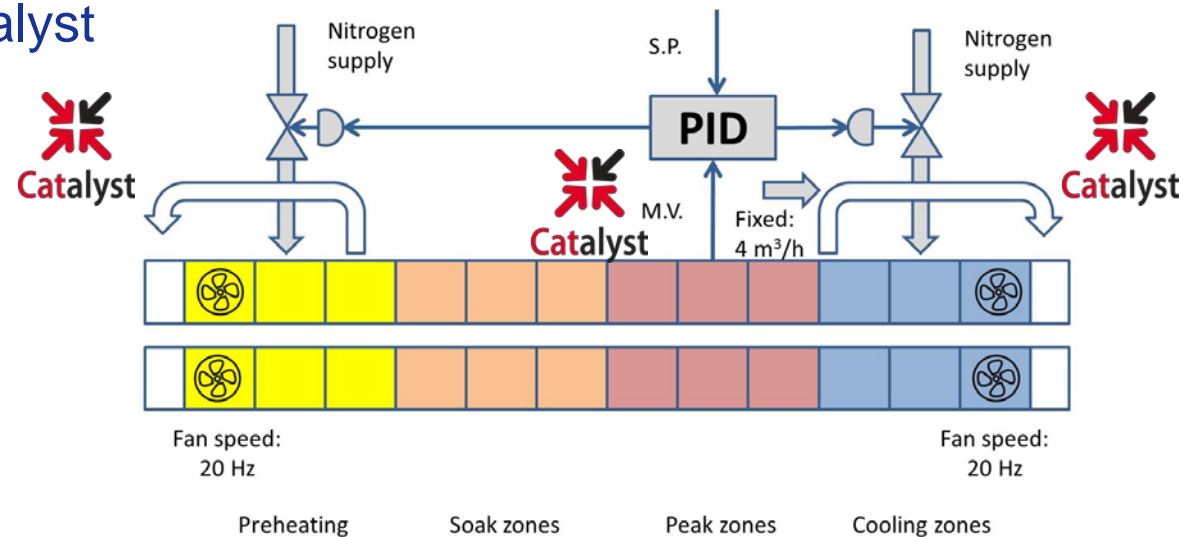 alyst
Nitrogen
supply
S.P.
Nitrogen
supply
PID
Catalyst
Catalyst
Catalyst
M.V.
Fixed:
4 m³/h
Fan speed:
20 Hz
Fan speed:
20 Hz
Preheating
Soak zones
Peak zones
Cooling zones